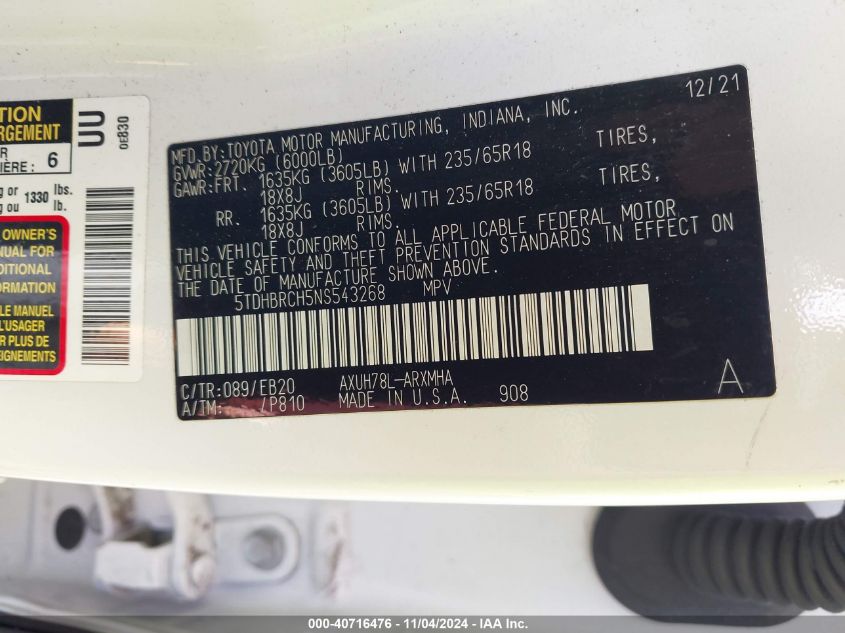 TION
RGEMENT
R
IÈRE: 6
g or 1330 lbs.
g ou lb.
OWNER'S
NUAL FOR
DITIONAL
ORMATION
LE MANUEL
L'USAGER
R PLUS DE
EIGNEMENTS
UU
0E830
12/21
MFD.BY:TOYOTA MOTOR MANUFACTURING, INDIANA, INC.
GVWR:2720KG (6000LB)
GAWR:FRT. 1635KG (3605LB) WITH 235/65R18 TIRES,
18X8J RIMS.
RR. 1635KG (3605LB) WITH 235/65R18 TIRES,
18X8J RIMS.
THIS VEHICLE CONFORMS TO ALL APPLICABLE FEDERAL MOTOR
VEHICLE SAFETY AND THEFT PREVENTION STANDARDS IN EFFECT ON
THE DATE OF MANUFACTURE SHOWN ABOVE.
5TDHBRCH5NS543268 MPV
C/TR:089/EB20 AXUH78L-ARXMHA
A/TM: /P810 MADE IN U.S.A. 908
A
000-40716476 - 11/04/2024 - IAA Inc.